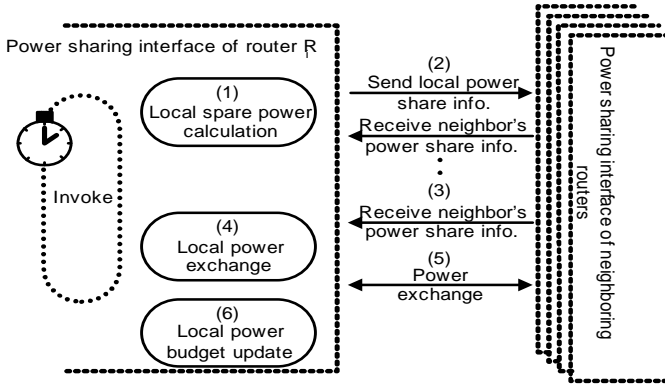 Power sharing interface of router Ri
(1)
Local spare power
calculation
Invoke
(4)
Local power
exchange
(6)
Local power
budget update
(2)
Send local power
share info.
Receive neighbor's
power share info.
(3)
Receive neighbor's
power share info.
(5)
Power
exchange
Power sharing interface of neighboring
routers